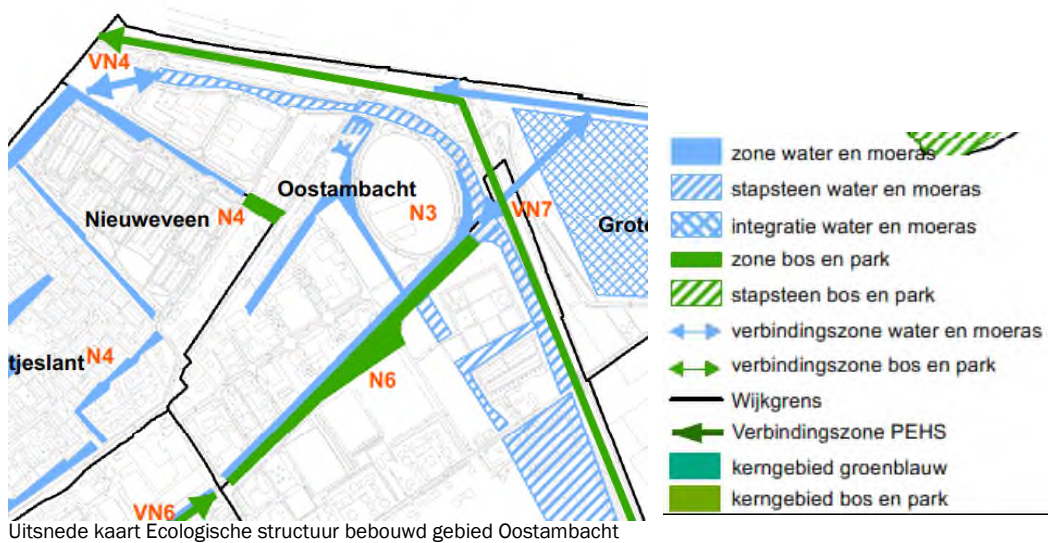 VN4
Oostambacht
Nieuweveen
N4
N3
VN7
Grote
tjeslant
N4
N6
VN6
zone water en moeras
stapsteen water en moeras
integratie water en moeras
zone bos en park
stapsteen bos en park
verbindingszone water en moeras
verbindingszone bos en park
Wijkgrens
Verbindingszone PEHS
kerngebied groenblauw
kerngebied bos en park
Uitsnede kaart Ecologische structuur bebouwd gebied Oostambacht